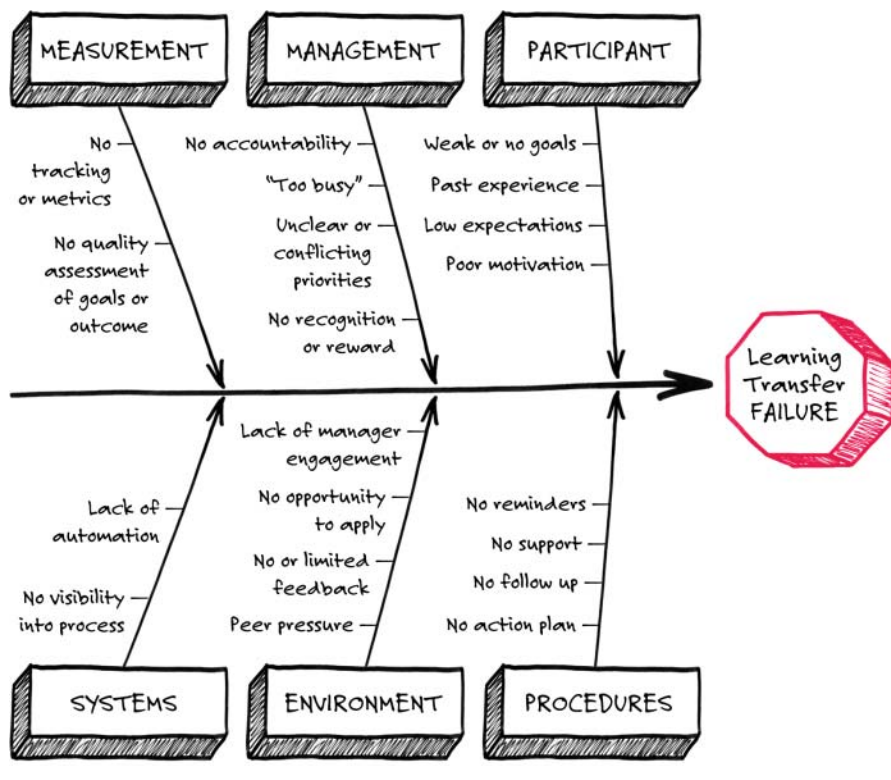 MEASUREMENT
MANAGEMENT
PARTICIPANT
No
tracking
or metrics
No quality
assessment
of goals or
outcome
No accountability
"Too busy"
Unclear or
conflicting
priorities
No recognition
or reward
Weak or no goals
Past experience
Low expectations
Poor motivation
Learning
Transfer
FAILURE
Lack of
automation
No visibility
into process
Lack of manager
engagement
No opportunity
to apply
No or limited
feedback
Peer pressure
No reminders
No support
No follow up
No action plan
SYSTEMS
ENVIRONMENT
PROCEDURES